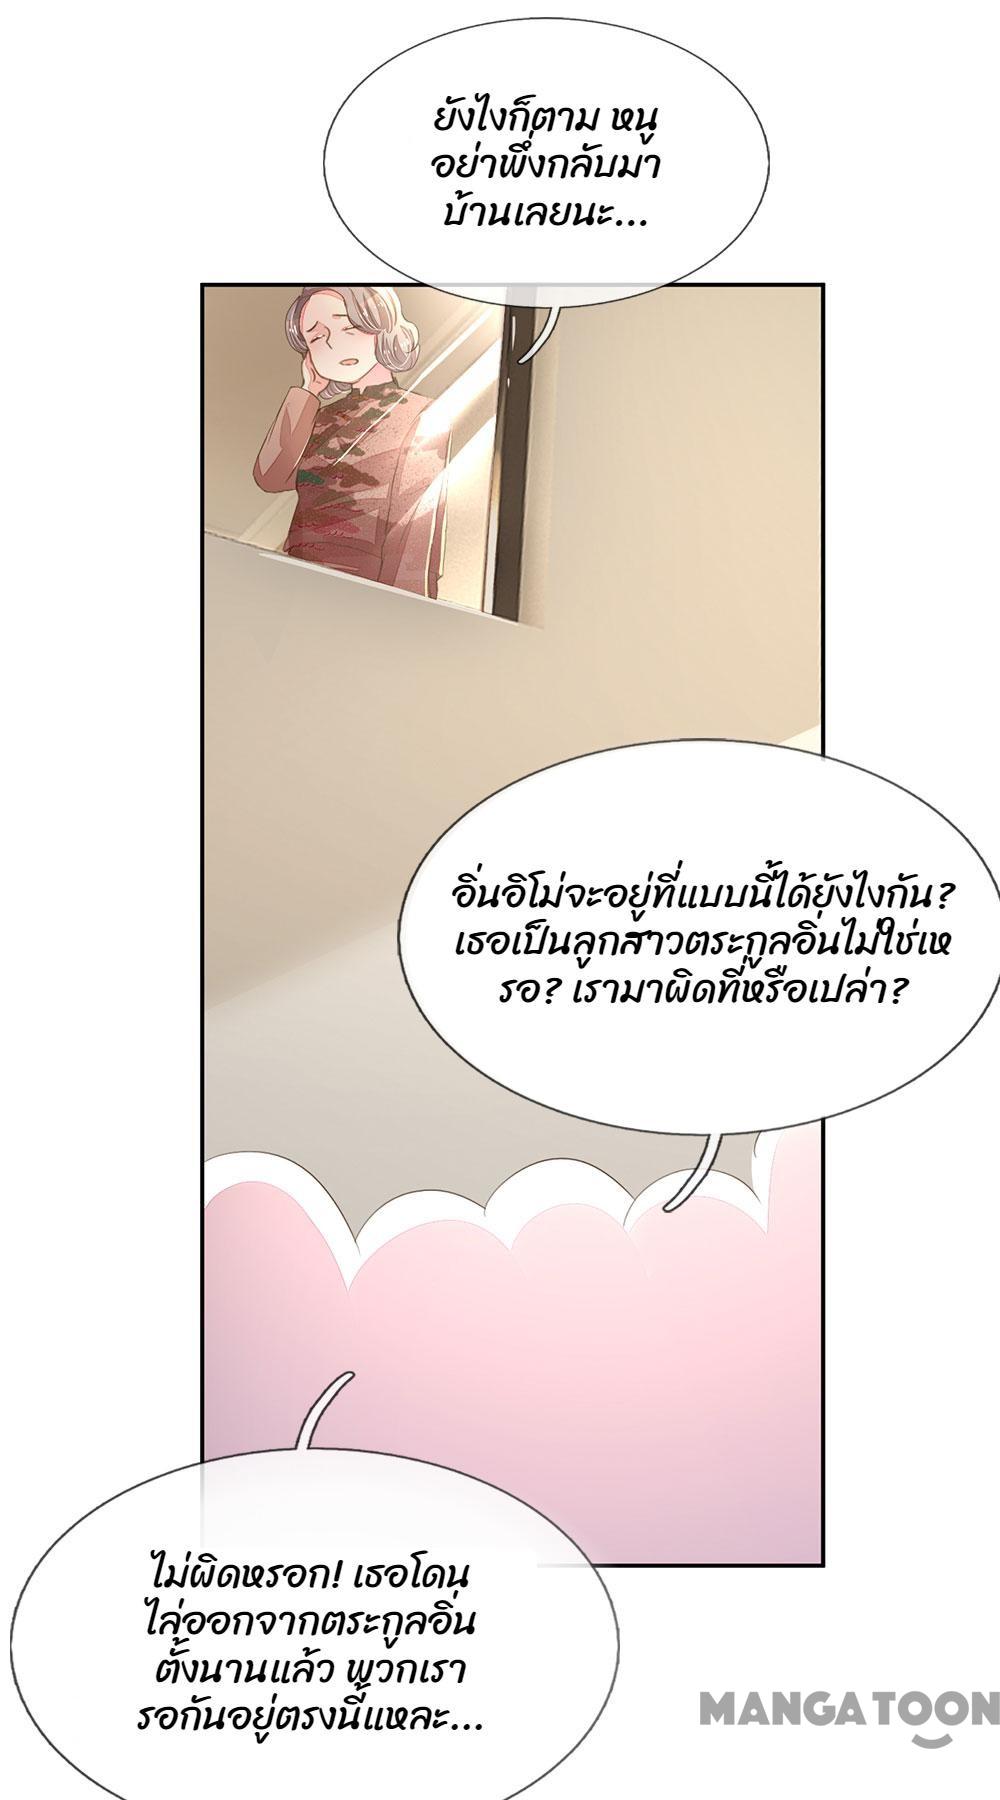 ยังไงก็ตาม หนู
อย่าพึ่งกลับมา
บ้านเลยนะ...
อิ่นอิโม่จะอยู่ที่แบบนี้ได้ยังไงกัน?
เธอเป็นลูกสาวตระกูลอิ่นไม่ใช่เห
รอ? เรามาผิดที่หรือเปล่า?
ไม่ผิดหรอก! เธอโดน
ไล่ออกจากตระกูลอิ่น
ตั้งนานแล้ว พวกเรา
รอกันอยู่ตรงนี้แหละ...
MANGATOON